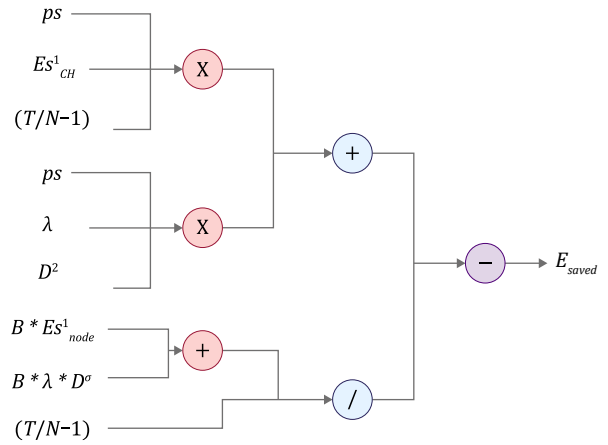 ps
Es¹CH
X
(T/N−1)
+
ps
λ
X
D²
−
Esaved
B * Es¹node
+
B * λ * Dσ
/
(T/N−1)